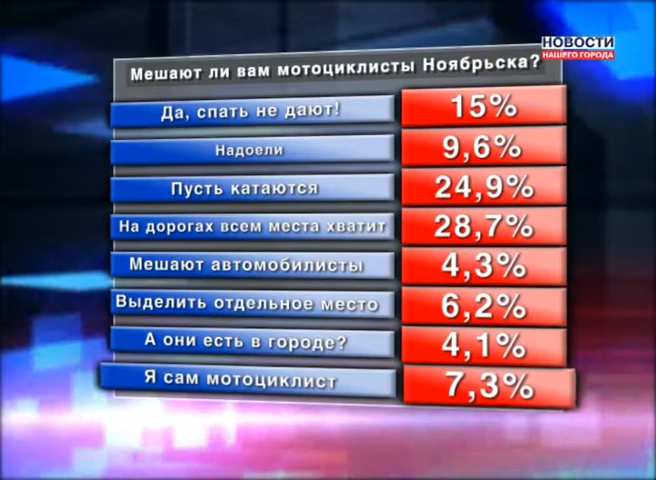 НОВОСТИ
НАШЕГО ГОРОДА
Мешают ли вам мотоциклисты Ноябрьска?
Да, спать не дают! 15%
Надоели 9,6%
Пусть катаются 24,9%
На дорогах всем места хватит 28,7%
Мешают автомобилисты 4,3%
Выделить отдельное место 6,2%
А они есть в городе? 4,1%
Я сам мотоциклист 7,3%